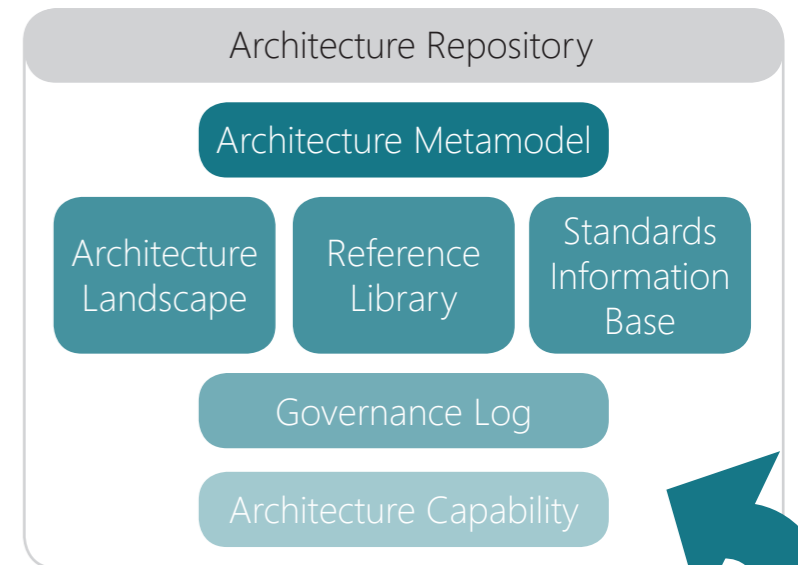 Architecture Repository
Architecture Metamodel
Architecture
Landscape
Reference
Library
Standards
Information
Base
Governance Log
Architecture Capability